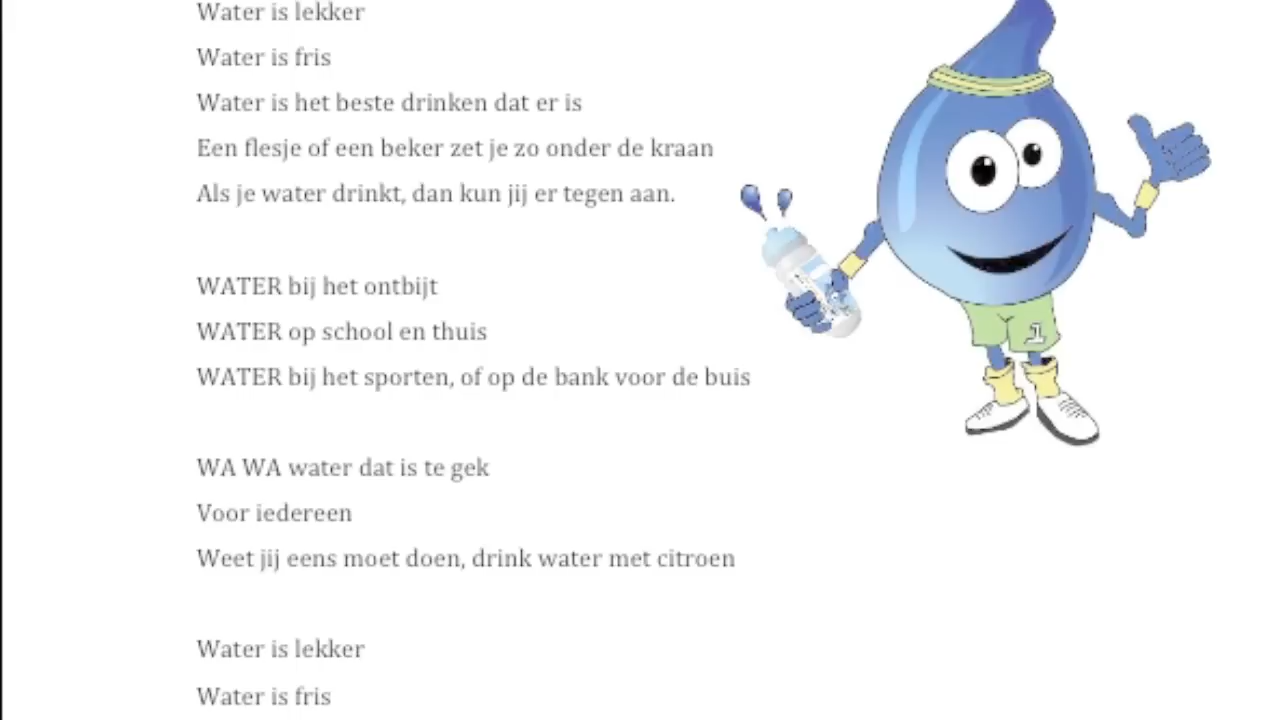 Water is lekker
Water is fris
Water is het beste drinken dat er is
Een flesje of een beker zet je zo onder de kraan
Als je water drinkt, dan kun jij er tegen aan.
WATER bij het ontbijt
WATER op school en thuis
WATER bij het sporten, of op de bank voor de buis
WA WA water dat is te gek
Voor iedereen
Weet jij eens moet doen, drink water met citroen
Water is lekker
Water is fris
1